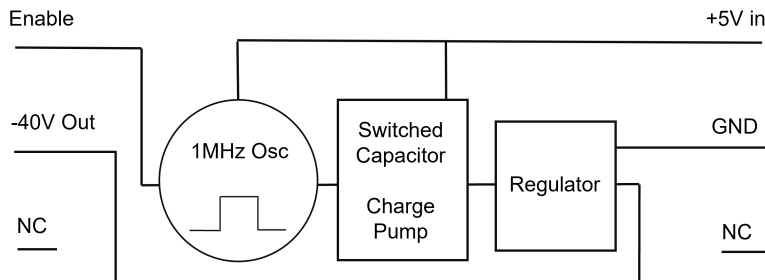 Enable
+5V in
-40V Out
1MHz Osc
Switched
Capacitor
Charge
Pump
Regulator
GND
NC
NC